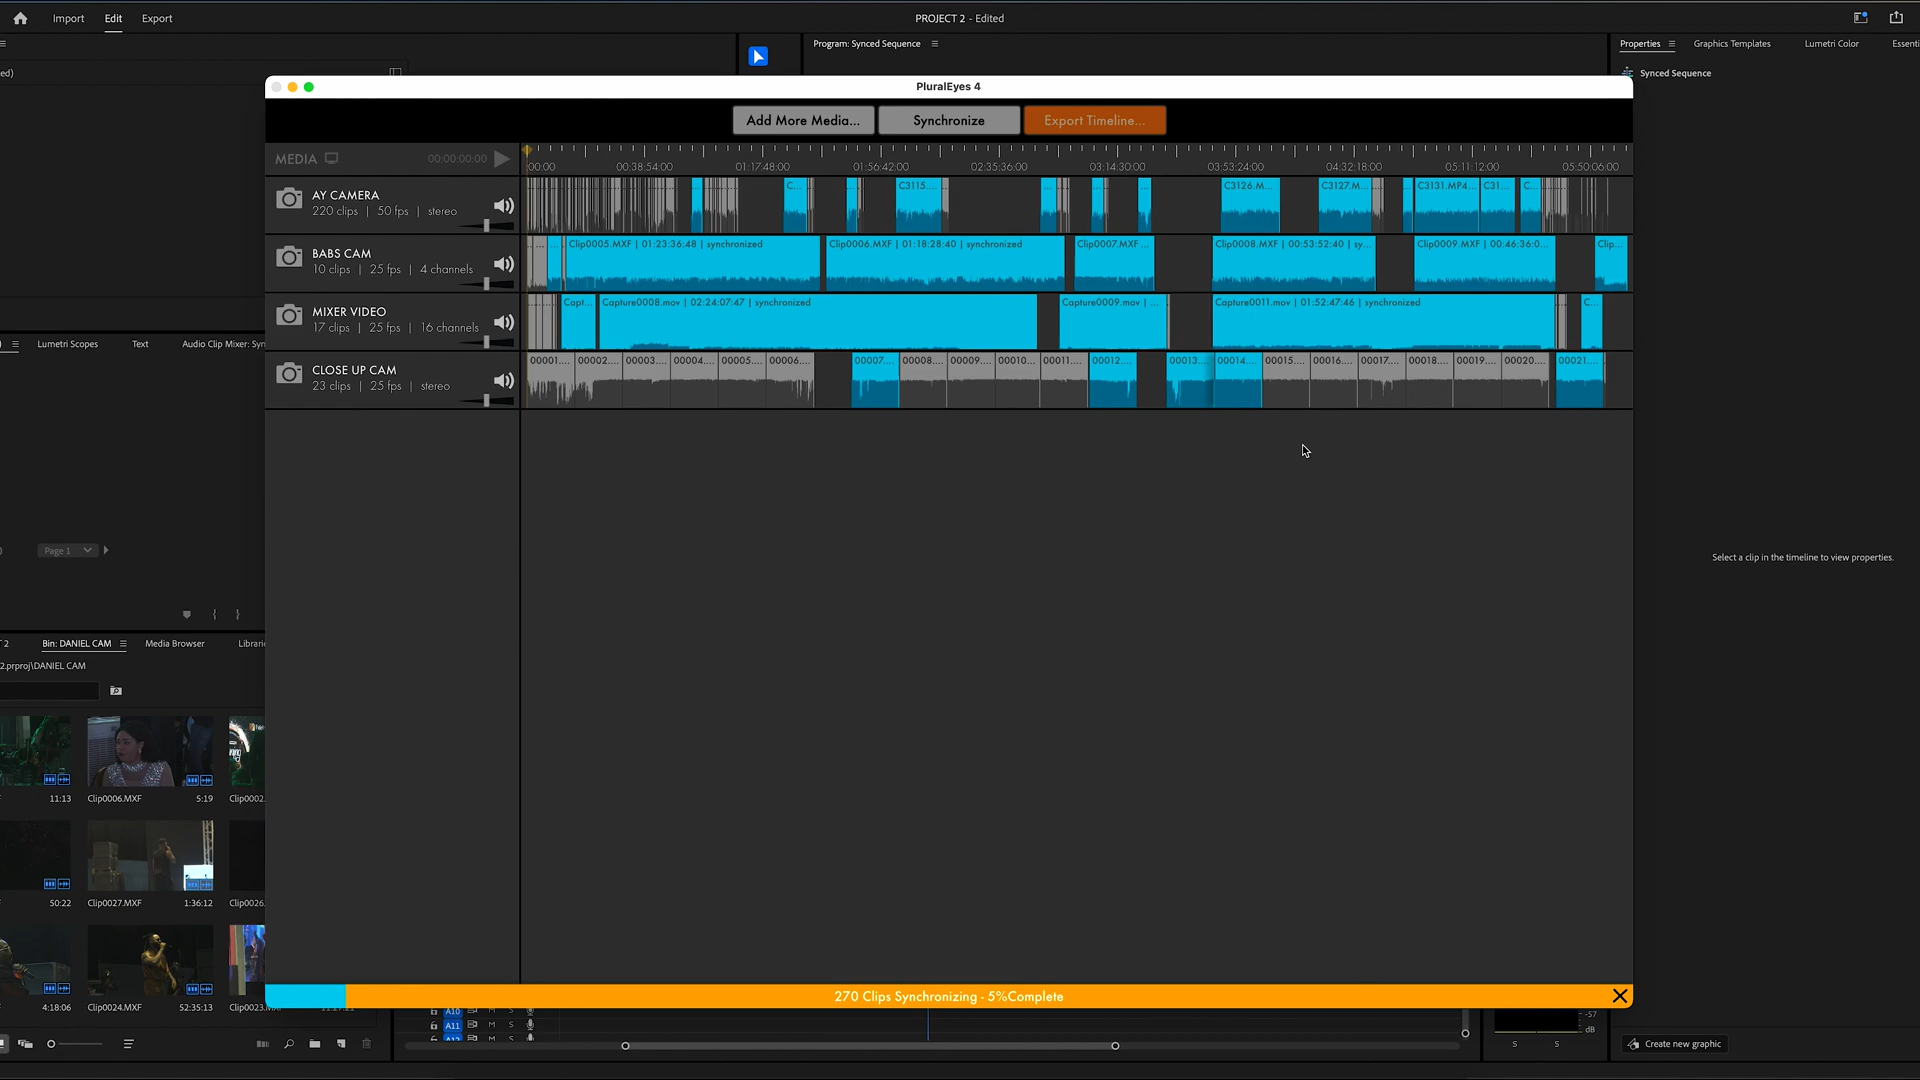 Import Edit Export PROJECT 2 - Edited
Program: Synced Sequence
Properties Graphics Templates Lumetri Color Essenti
Synced Sequence
ed)
PluralEyes 4
Add More Media... Synchronize Export Timeline...
MEDIA 00:00:00:00
00:00 00:38:54:00 01:17:48:00 01:56:42:00 02:35:36:00 03:14:30:00 03:53:24:00 04:32:18:00 05:11:12:00 05:50:06:00
AY CAMERA
220 clips | 50 fps | stereo
C... C3115.... C3126.M... C3127.M... C3131.MP4... C31... C...
BABS CAM
10 clips | 25 fps | 4 channels
Clip0005.MXF | 01:23:36:48 | synchronized Clip0006.MXF | 01:18:28:40 | synchronized Clip0007.MXF ... Clip0008.MXF | 00:53:52:40 | sy... Clip0009.MXF | 00:46:36:0... Clip...
MIXER VIDEO
17 clips | 25 fps | 16 channels
Capt... Capture0008.mov | 02:24:07:47 | synchronized Capture0009.mov | ... Capture0011.mov | 01:52:47:46 | synchronized C...
CLOSE UP CAM
23 clips | 25 fps | stereo
00001.... 00002.... 00003.... 00004.... 00005.... 00006.... 00007.... 00008.... 00009.... 00010.... 00011.... 00012.... 00013.... 00014.... 00015.... 00016.... 00017.... 00018.... 00019.... 00020.... 00021....
Lumetri Scopes Text Audio Clip Mixer: Syn
Page 1
Select a clip in the timeline to view properties.
2 Bin: DANIEL CAM Media Browser Librari
2.prproj\DANIEL CAM
11:13 Clip0006.MXF 5:19 Clip0002.
50:22 Clip0027.MXF 1:36:12 Clip0026.
4:18:06 Clip0024.MXF 52:35:13 Clip0023.
270 Clips Synchronizing - 5%Complete
A10 M S
A11 M S
-57
dB
S S
Create new graphic